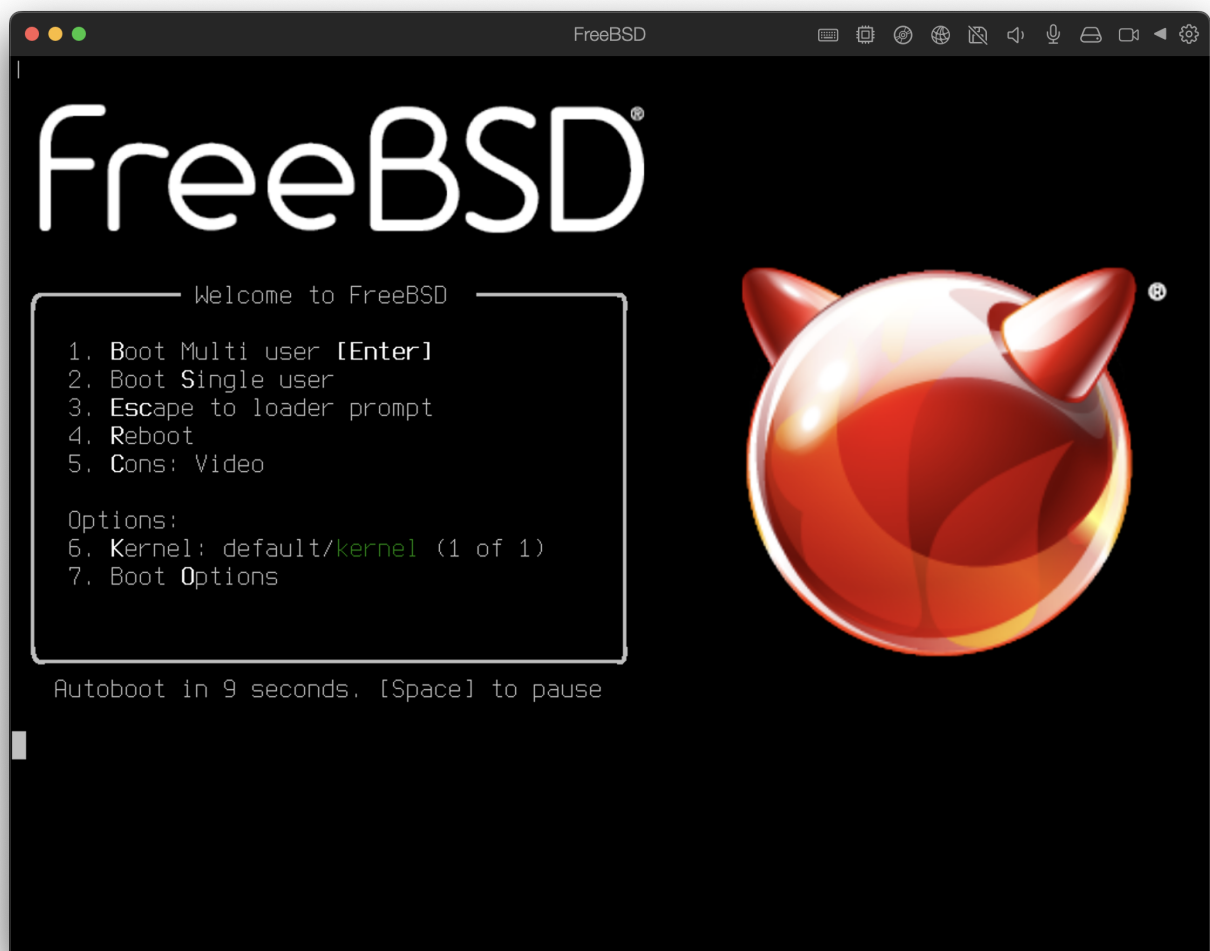 FreeBSD
FreeBSD®
Welcome to FreeBSD
1. Boot Multi user [Enter]
2. Boot Single user
3. Escape to loader prompt
4. Reboot
5. Cons: Video
Options:
6. Kernel: default/kernel (1 of 1)
7. Boot Options
Autoboot in 9 seconds. [Space] to pause
®